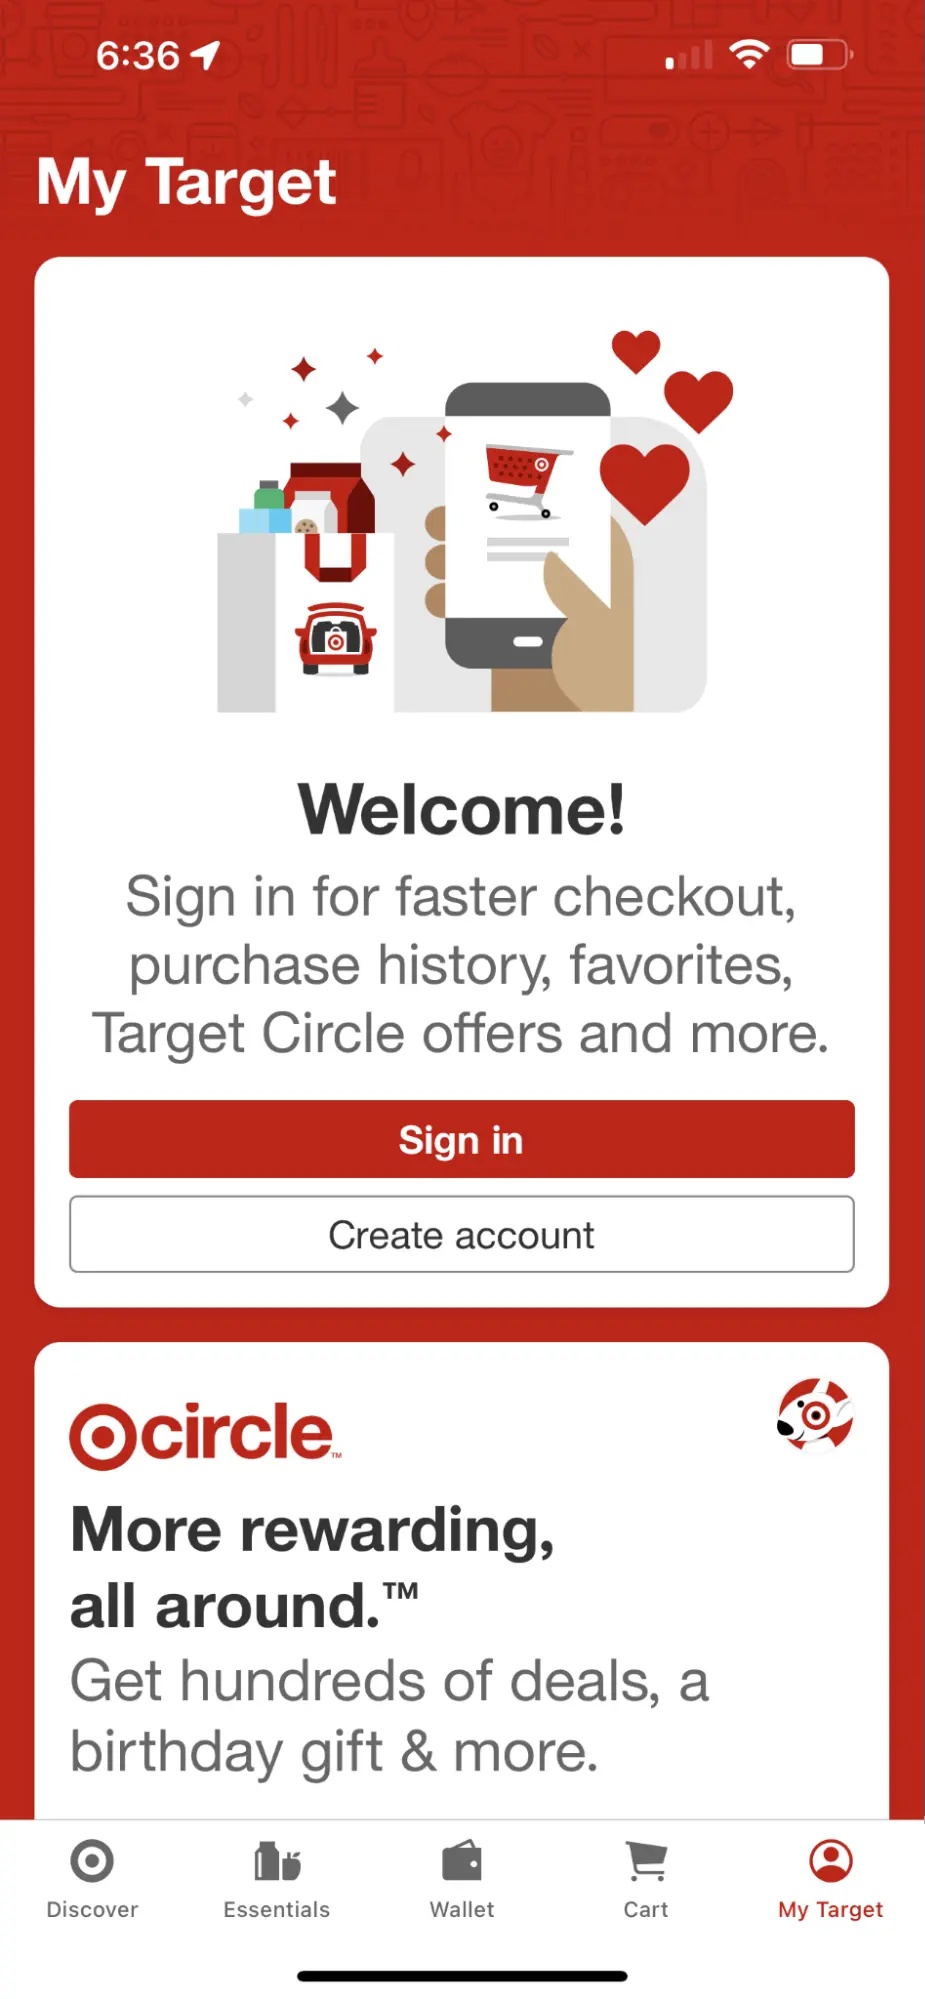 6:36
My Target
Welcome!
Sign in for faster checkout,
purchase history, favorites,
Target Circle offers and more.
Sign in
Create account
circle™
More rewarding,
all around.™
Get hundreds of deals, a
birthday gift & more.
Discover
Essentials
Wallet
Cart
My Target